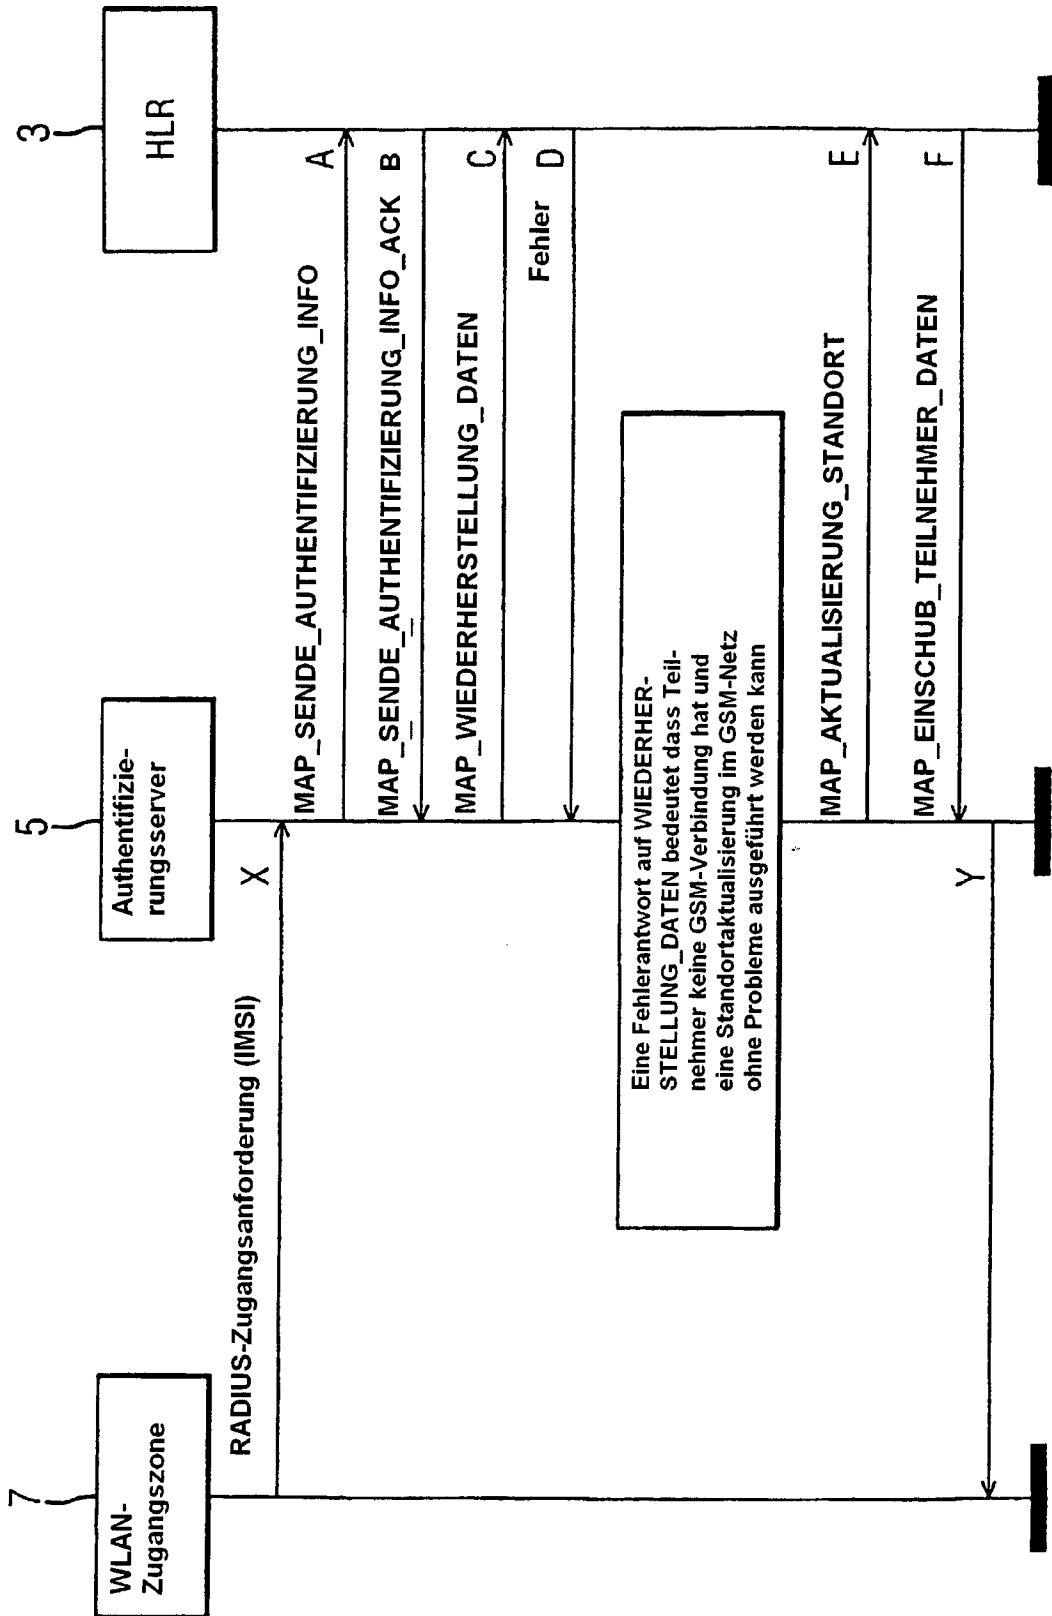 7
WLAN-
Zugangszone
5
Authentifizie-
rungsserver
3
HLR
RADIUS-Zugangsanforderung (IMSI)
X
MAP_SENDE_AUTHENTIFIZIERUNG_INFO
A
MAP_SENDE_AUTHENTIFIZIERUNG_INFO_ACK
B
MAP_WIEDERHERSTELLUNG_DATEN
C
Fehler
D
Eine Fehlerantwort auf WIEDERHER-
STELLUNG_DATEN bedeutet dass Teil-
nehmer keine GSM-Verbindung hat und
eine Standortaktualisierung im GSM-Netz
ohne Probleme ausgeführt werden kann
MAP_AKTUALISIERUNG_STANDORT
E
MAP_EINSCHUB_TEILNEHMER_DATEN
F
Y